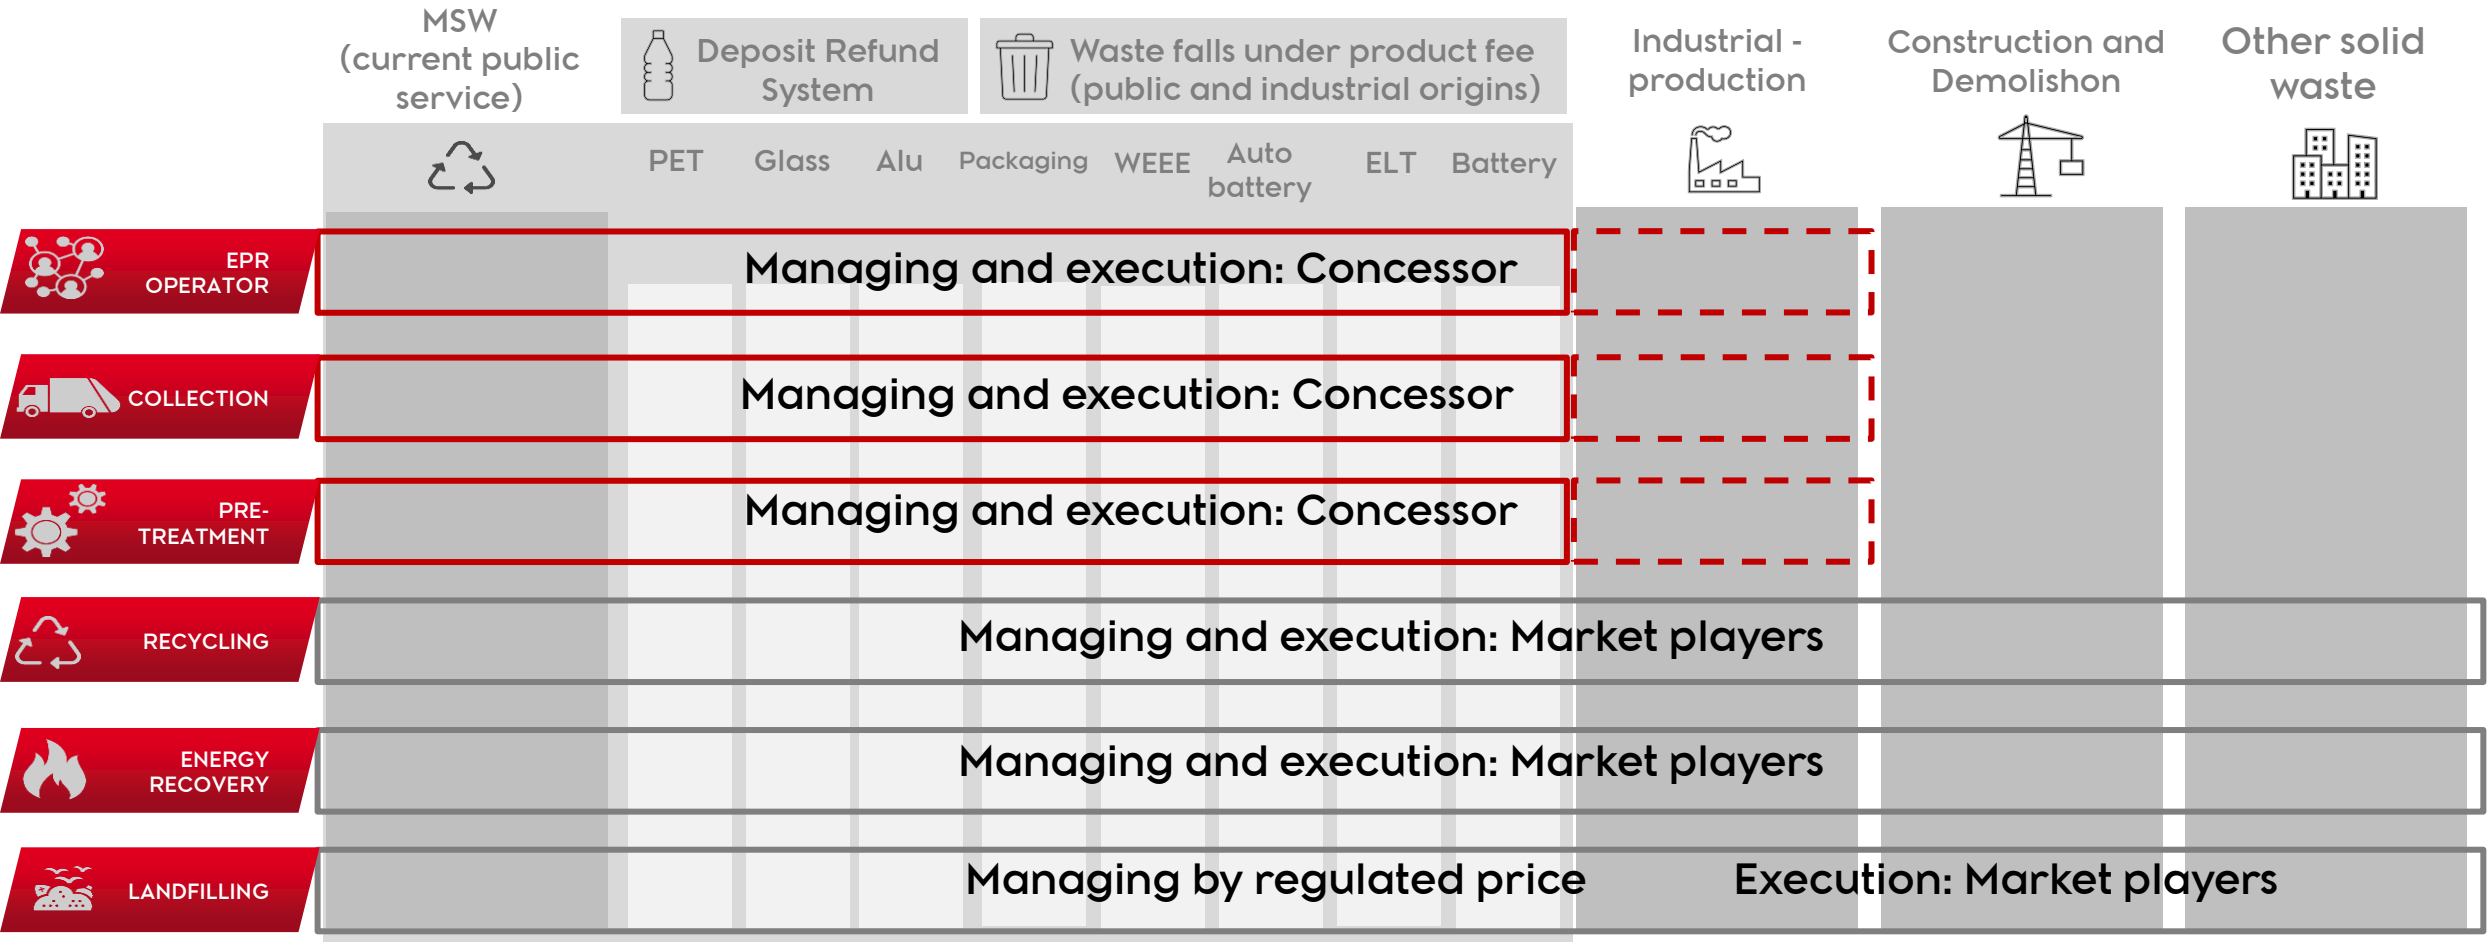 MSW
(current public
service)
Deposit Refund
System
Waste falls under product fee
(public and industrial origins)
Industrial -
production
Construction and
Demolishon
Other solid
waste
PET
Glass
Alu
Packaging
WEEE
Auto
battery
ELT
Battery
EPR
OPERATOR
Managing and execution: Concessor
COLLECTION
Managing and execution: Concessor
PRE-
TREATMENT
Managing and execution: Concessor
RECYCLING
Managing and execution: Market players
ENERGY
RECOVERY
Managing and execution: Market players
LANDFILLING
Managing by regulated price
Execution: Market players